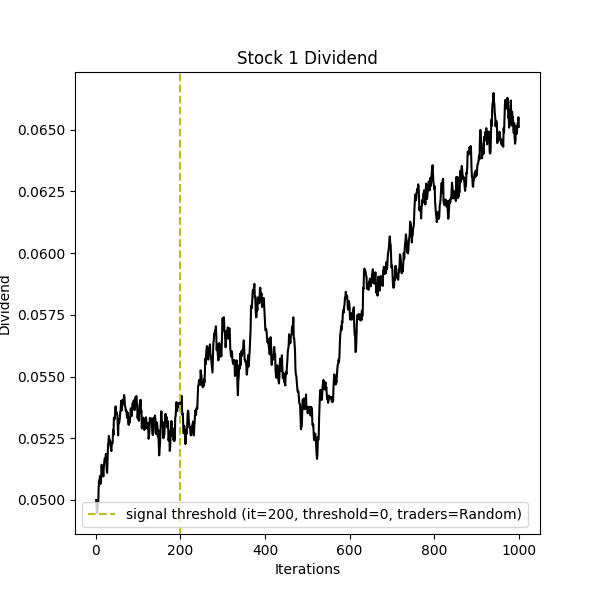 Stock 1 Dividend
Dividend
0.0650
0.0625
0.0600
0.0575
0.0550
0.0525
0.0500
signal threshold (it=200, threshold=0, traders=Random)
0 200 400 600 800 1000
Iterations